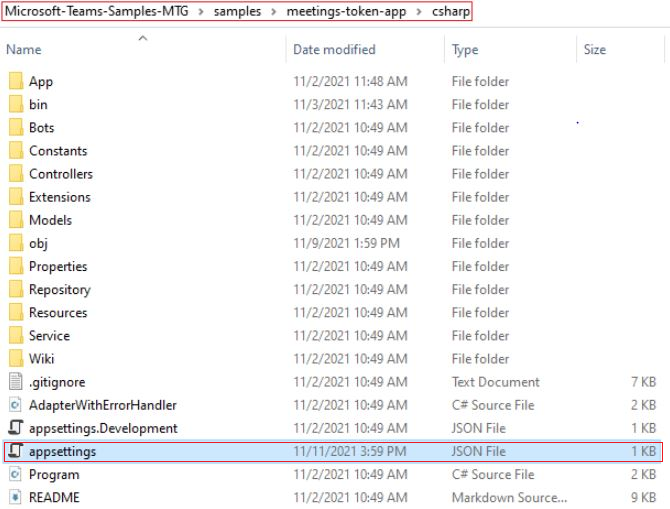 Microsoft-Teams-Samples-MTG > samples > meetings-token-app > csharp
Name Date modified Type Size
App 11/2/2021 11:48 AM File folder
bin 11/3/2021 11:43 AM File folder
Bots 11/2/2021 10:49 AM File folder
Constants 11/2/2021 10:49 AM File folder
Controllers 11/2/2021 10:49 AM File folder
Extensions 11/2/2021 10:49 AM File folder
Models 11/2/2021 10:49 AM File folder
obj 11/9/2021 1:59 PM File folder
Properties 11/2/2021 10:49 AM File folder
Repository 11/2/2021 10:49 AM File folder
Resources 11/2/2021 10:49 AM File folder
Service 11/2/2021 10:49 AM File folder
Wiki 11/2/2021 10:49 AM File folder
.gitignore 11/2/2021 10:49 AM Text Document 7 KB
AdapterWithErrorHandler 11/2/2021 10:49 AM C# Source File 2 KB
appsettings.Development 11/2/2021 10:49 AM JSON File 1 KB
appsettings 11/11/2021 3:59 PM JSON File 1 KB
Program 11/2/2021 10:49 AM C# Source File 2 KB
README 11/2/2021 10:49 AM Markdown Source... 9 KB